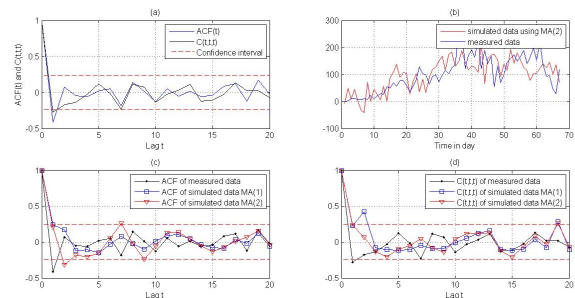 (a)
ACF(t)
C(t,t,t)
Confidence interval
ACF(t) and C(t,t,t)
1
0.5
0
-0.5
0
5
10
15
20
Lag t
(b)
simulated data using MA(2)
measured data
300
200
100
0
-100
0
10
20
30
40
50
60
70
Time in day
(c)
ACF of measured data
ACF of simulated data MA(1)
ACF of simulated data MA(2)
1
0.5
0
-0.5
0
5
10
15
20
Lag t
(d)
C(t,t) of measured data
C(t,t) of simulated data MA(1)
C(t,t) of simulated data MA(2)
1
0.5
0
-0.5
0
5
10
15
20
Lag t